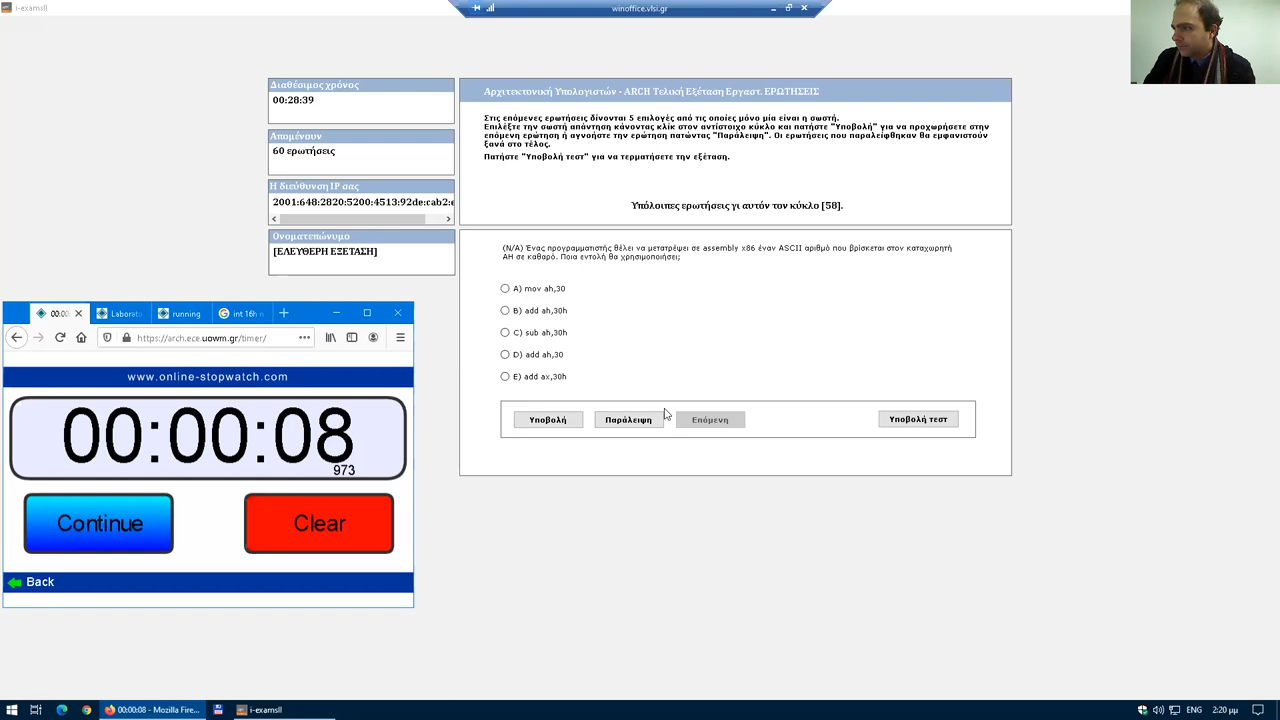 i-examsII
winoffice.vlsi.gr
Διαθέσιμος χρόνος
00:28:39
Απομένουν
60 ερωτήσεις
Η διεύθυνση IP σας
2001:648:2820:5200:4513:92de:cab2:e
Ονοματεπώνυμο
[ΕΛΕΥΘΕΡΗ ΕΞΕΤΑΣΗ]
Αρχιτεκτονική Υπολογιστών - ARCH Τελική Εξέταση Εργαστ. ΕΡΩΤΗΣΕΙΣ
Στις επόμενες ερωτήσεις δίνονται 5 επιλογές από τις οποίες μόνο μία είναι η σωστή.
Επιλέξτε την σωστή απάντηση κάνοντας κλίκ στον αντίστοιχο κύκλο και πατήστε "Υποβολή" για να προχωρήσετε στην
επόμενη ερώτηση ή αγνοήστε την ερώτηση πατώντας "Παράλειψη". Οι ερωτήσεις που παραλείφθηκαν θα εμφανιστούν
ξανά στο τέλος.
Πατήστε "Υποβολή τεστ" για να τερματήσετε την εξέταση.
Υπόλοιπες ερωτήσεις γι αυτόν τον κύκλο [58].
(N/A) Ένας προγραμματιστής θέλει να μετατρέψει σε assembly x86 έναν ASCII αριθμό που βρίσκεται στον καταχωρητή
AH σε καθαρό. Ποια εντολή θα χρησιμοποιήσει;
A) mov ah,30
B) add ah,30h
C) sub ah,30h
D) add ah,30
E) add ax,30h
Υποβολή
Παράλειψη
Επόμενη
Υποβολή τεστ
00:00
Laborat
running
int 16h
https://arch.ece.uowm.gr/timer/
www.online-stopwatch.com
00:00:08
973
Continue
Clear
Back
00:00:08 - Mozilla Fire...
i-examsII
ENG
2:20 μμ